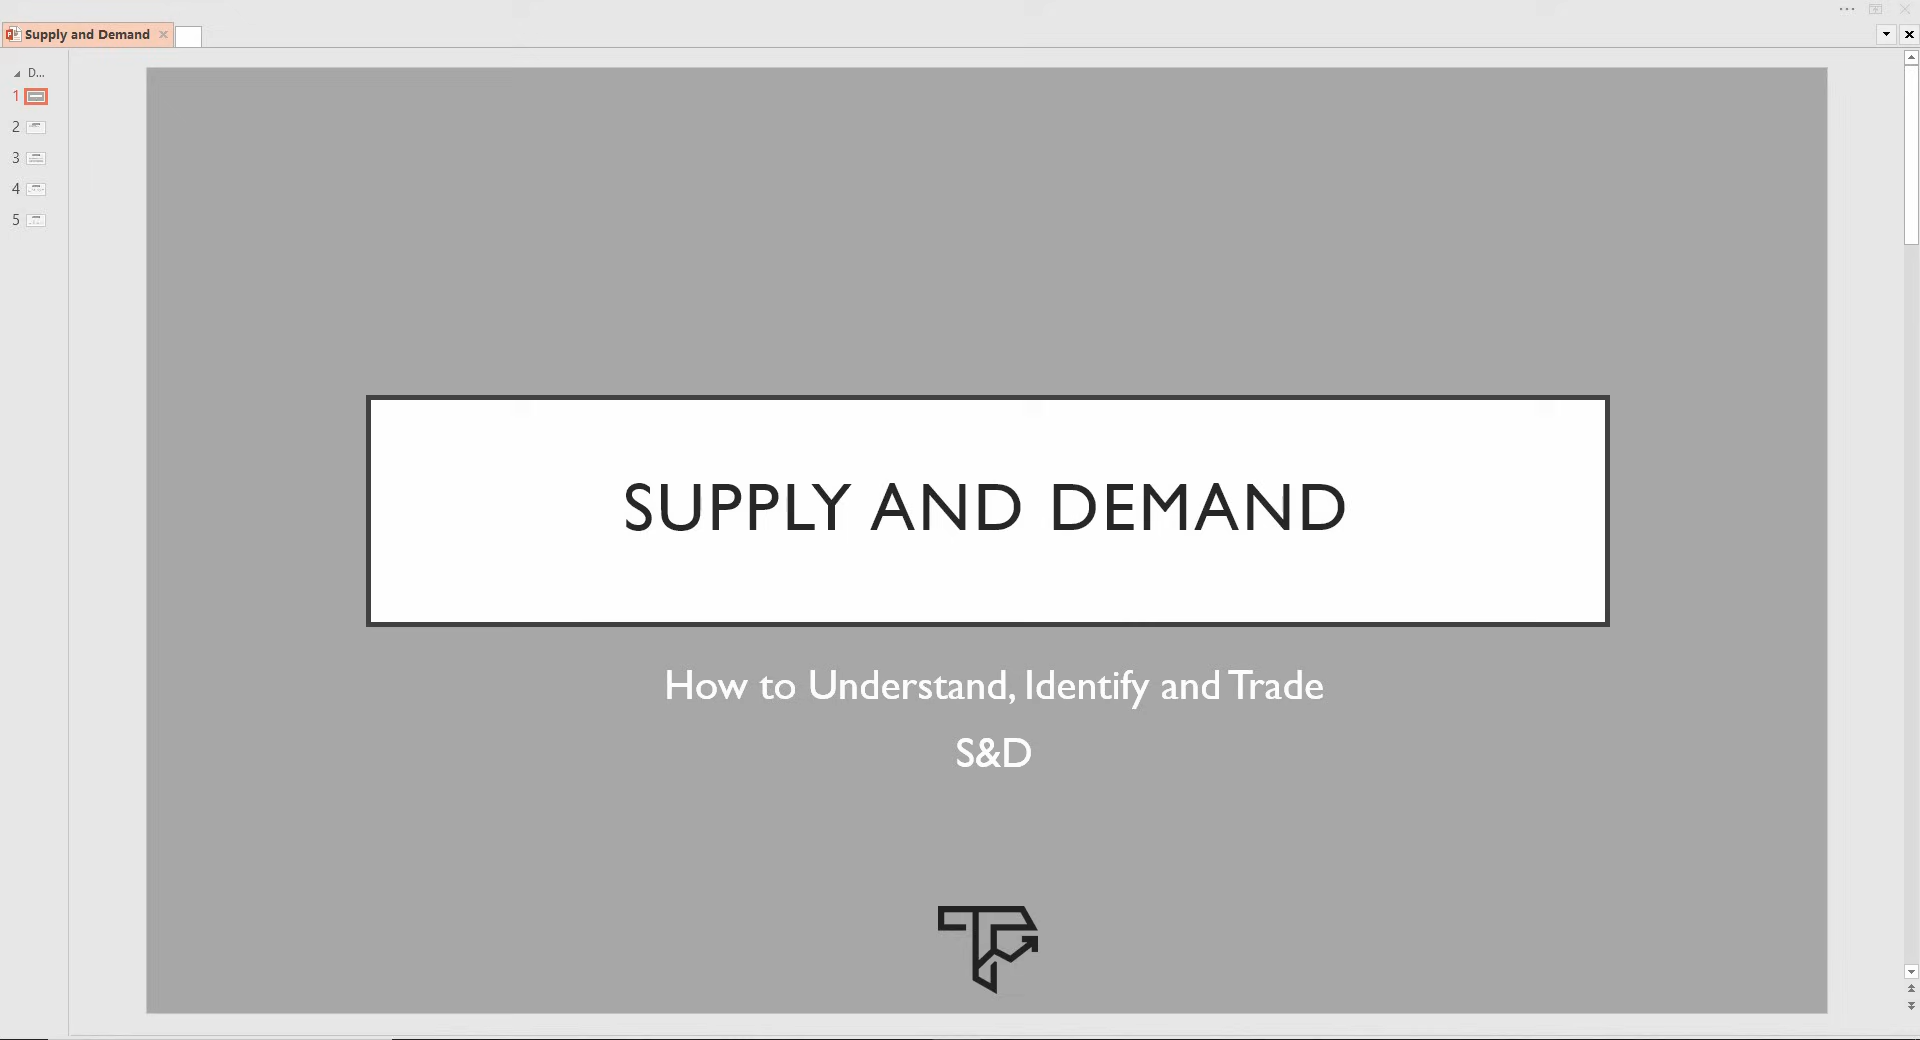 Supply and Demand
D...
1
2
3
4
5
SUPPLY AND DEMAND
How to Understand, Identify and Trade
S&D